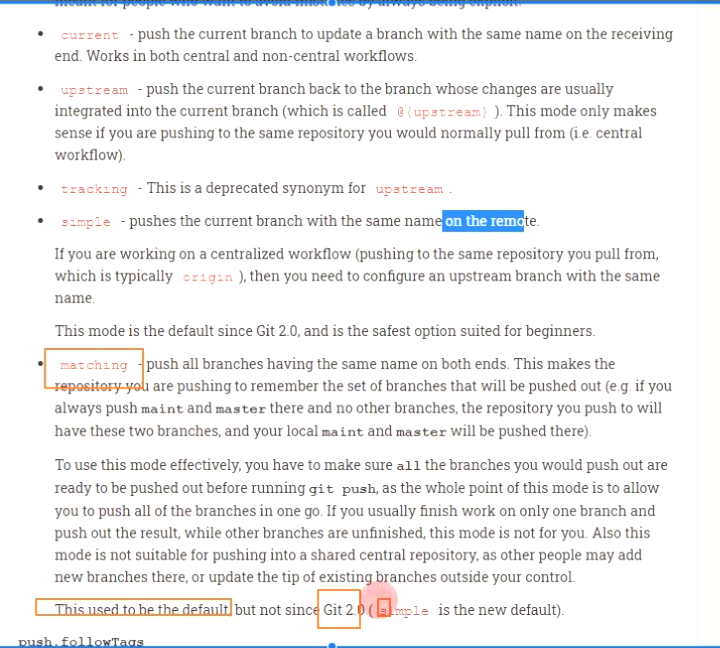 current - push the current branch to update a branch with the same name on the receiving
end. Works in both central and non-central workflows.
upstream - push the current branch back to the branch whose changes are usually
integrated into the current branch (which is called @{upstream} ). This mode only makes
sense if you are pushing to the same repository you would normally pull from (i.e. central
workflow).
tracking - This is a deprecated synonym for upstream .
simple - pushes the current branch with the same name on the remote.
If you are working on a centralized workflow (pushing to the same repository you pull from,
which is typically origin ), then you need to configure an upstream branch with the same
name.
This mode is the default since Git 2.0, and is the safest option suited for beginners.
matching - push all branches having the same name on both ends. This makes the
repository you are pushing to remember the set of branches that will be pushed out (e.g. if you
always push maint and master there and no other branches, the repository you push to will
have these two branches, and your local maint and master will be pushed there).
To use this mode effectively, you have to make sure all the branches you would push out are
ready to be pushed out before running git push, as the whole point of this mode is to allow
you to push all of the branches in one go. If you usually finish work on only one branch and
push out the result, while other branches are unfinished, this mode is not for you. Also this
mode is not suitable for pushing into a shared central repository, as other people may add
new branches there, or update the tip of existing branches outside your control.
This used to be the default, but not since Git 2.0 ( simple is the new default).
push.followTags